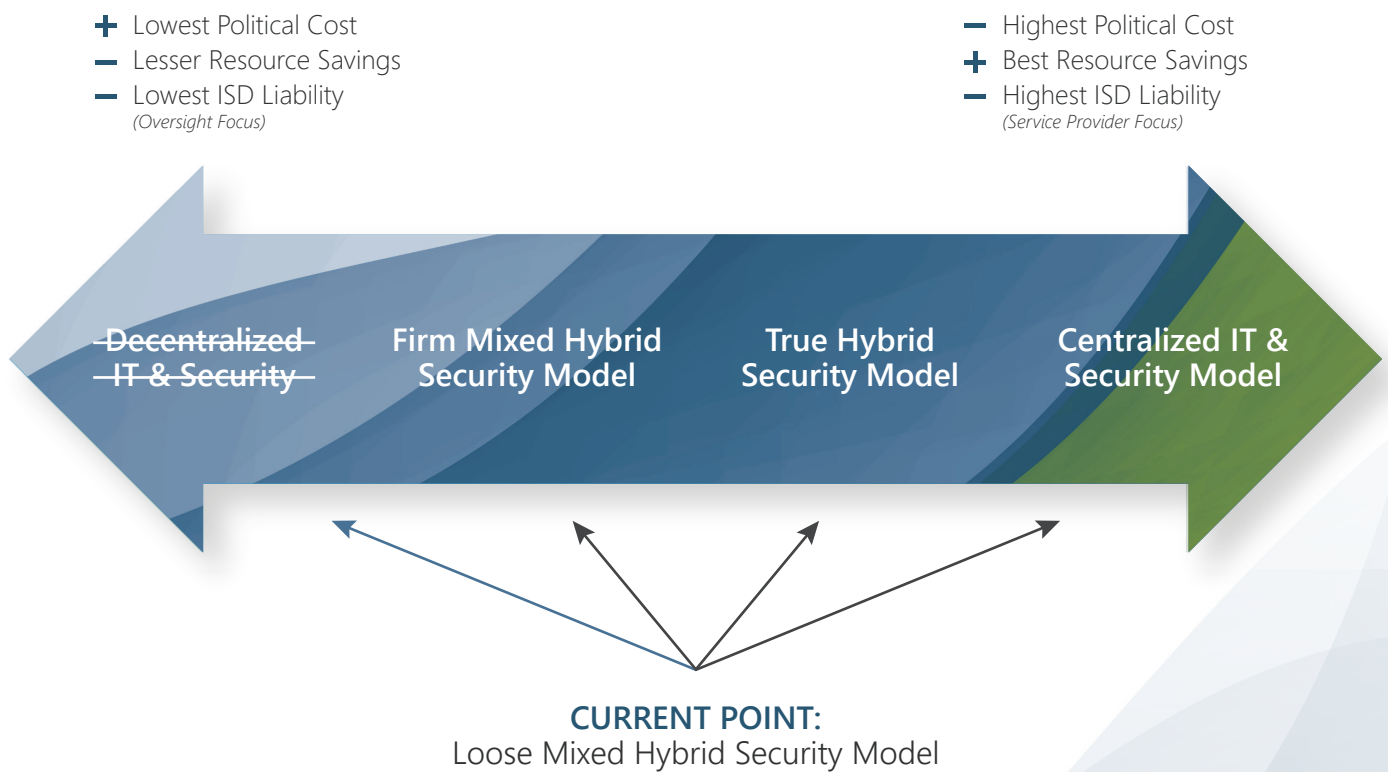 + Lowest Political Cost
− Lesser Resource Savings
− Lowest ISD Liability
(Oversight Focus)
− Highest Political Cost
+ Best Resource Savings
− Highest ISD Liability
(Service Provider Focus)
Decentralized
IT & Security
Firm Mixed Hybrid
Security Model
True Hybrid
Security Model
Centralized IT &
Security Model
CURRENT POINT:
Loose Mixed Hybrid Security Model